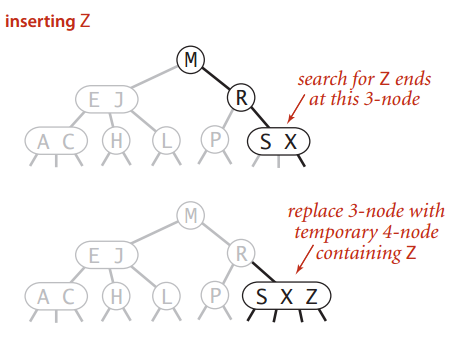 inserting Z
M
E J
R
search for Z ends
at this 3-node
A C
H
L
P
S X
M
E J
R
replace 3-node with
temporary 4-node
containing Z
A C
H
L
P
S X Z